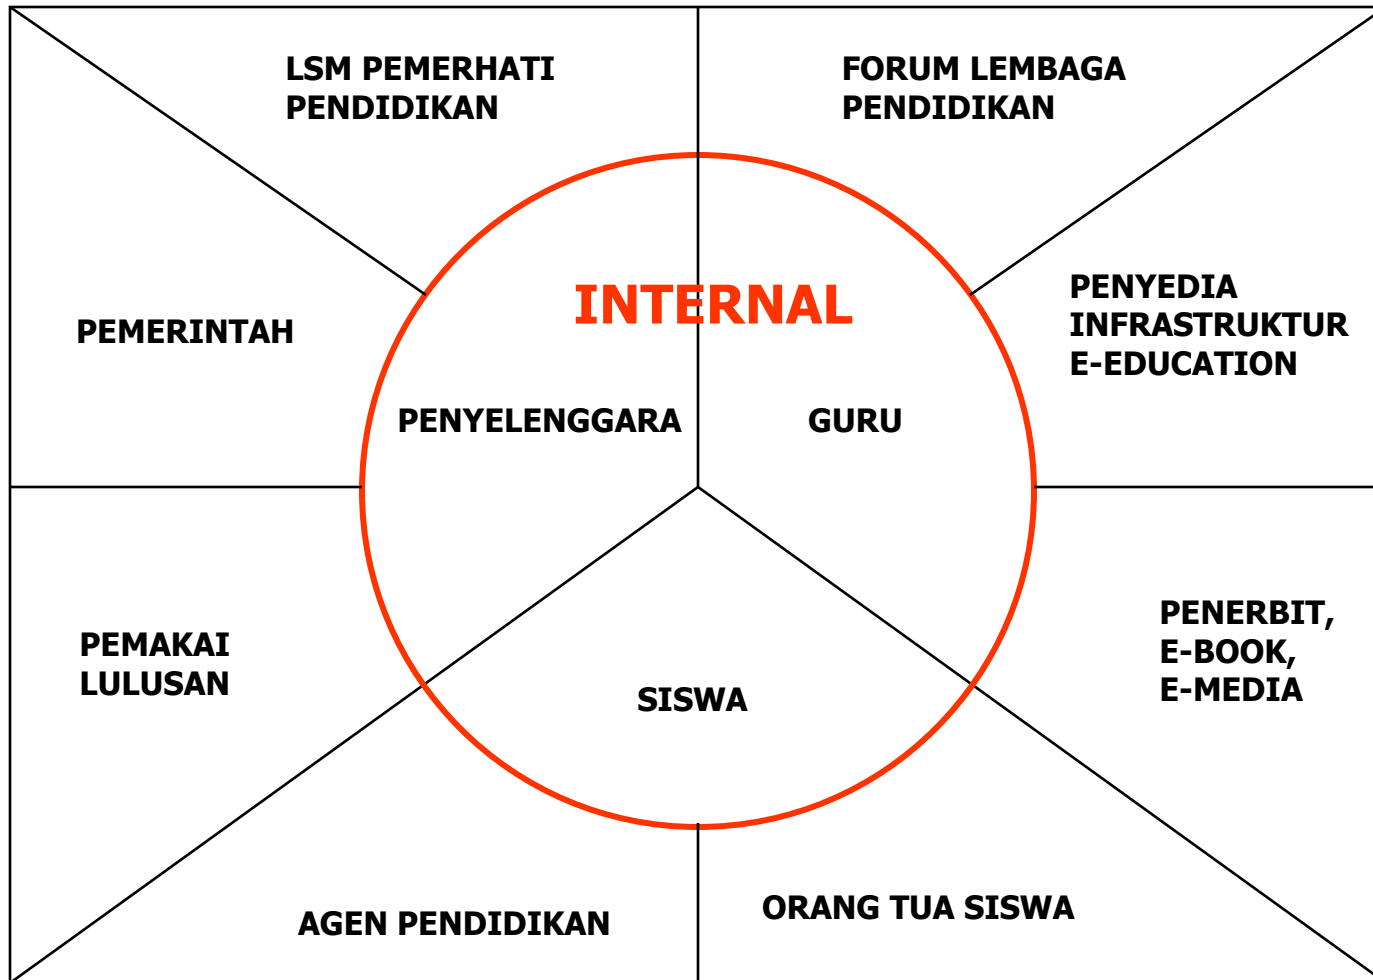 LSM PEMERHATI
PENDIDIKAN
FORUM LEMBAGA
PENDIDIKAN
INTERNAL
PEMERINTAH
PENYEDIA
INFRASTRUKTUR
E-EDUCATION
PENYELENGGARA
GURU
PEMAKAI
LULUSAN
SISWA
PENERBIT,
E-BOOK,
E-MEDIA
AGEN PENDIDIKAN
ORANG TUA SISWA